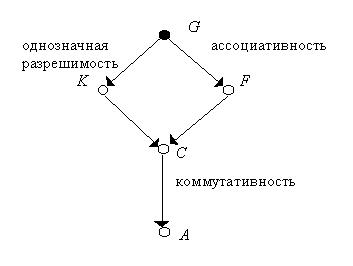 G
однозначная
разрешимость
ассоциативность
K
F
C
коммутативность
A